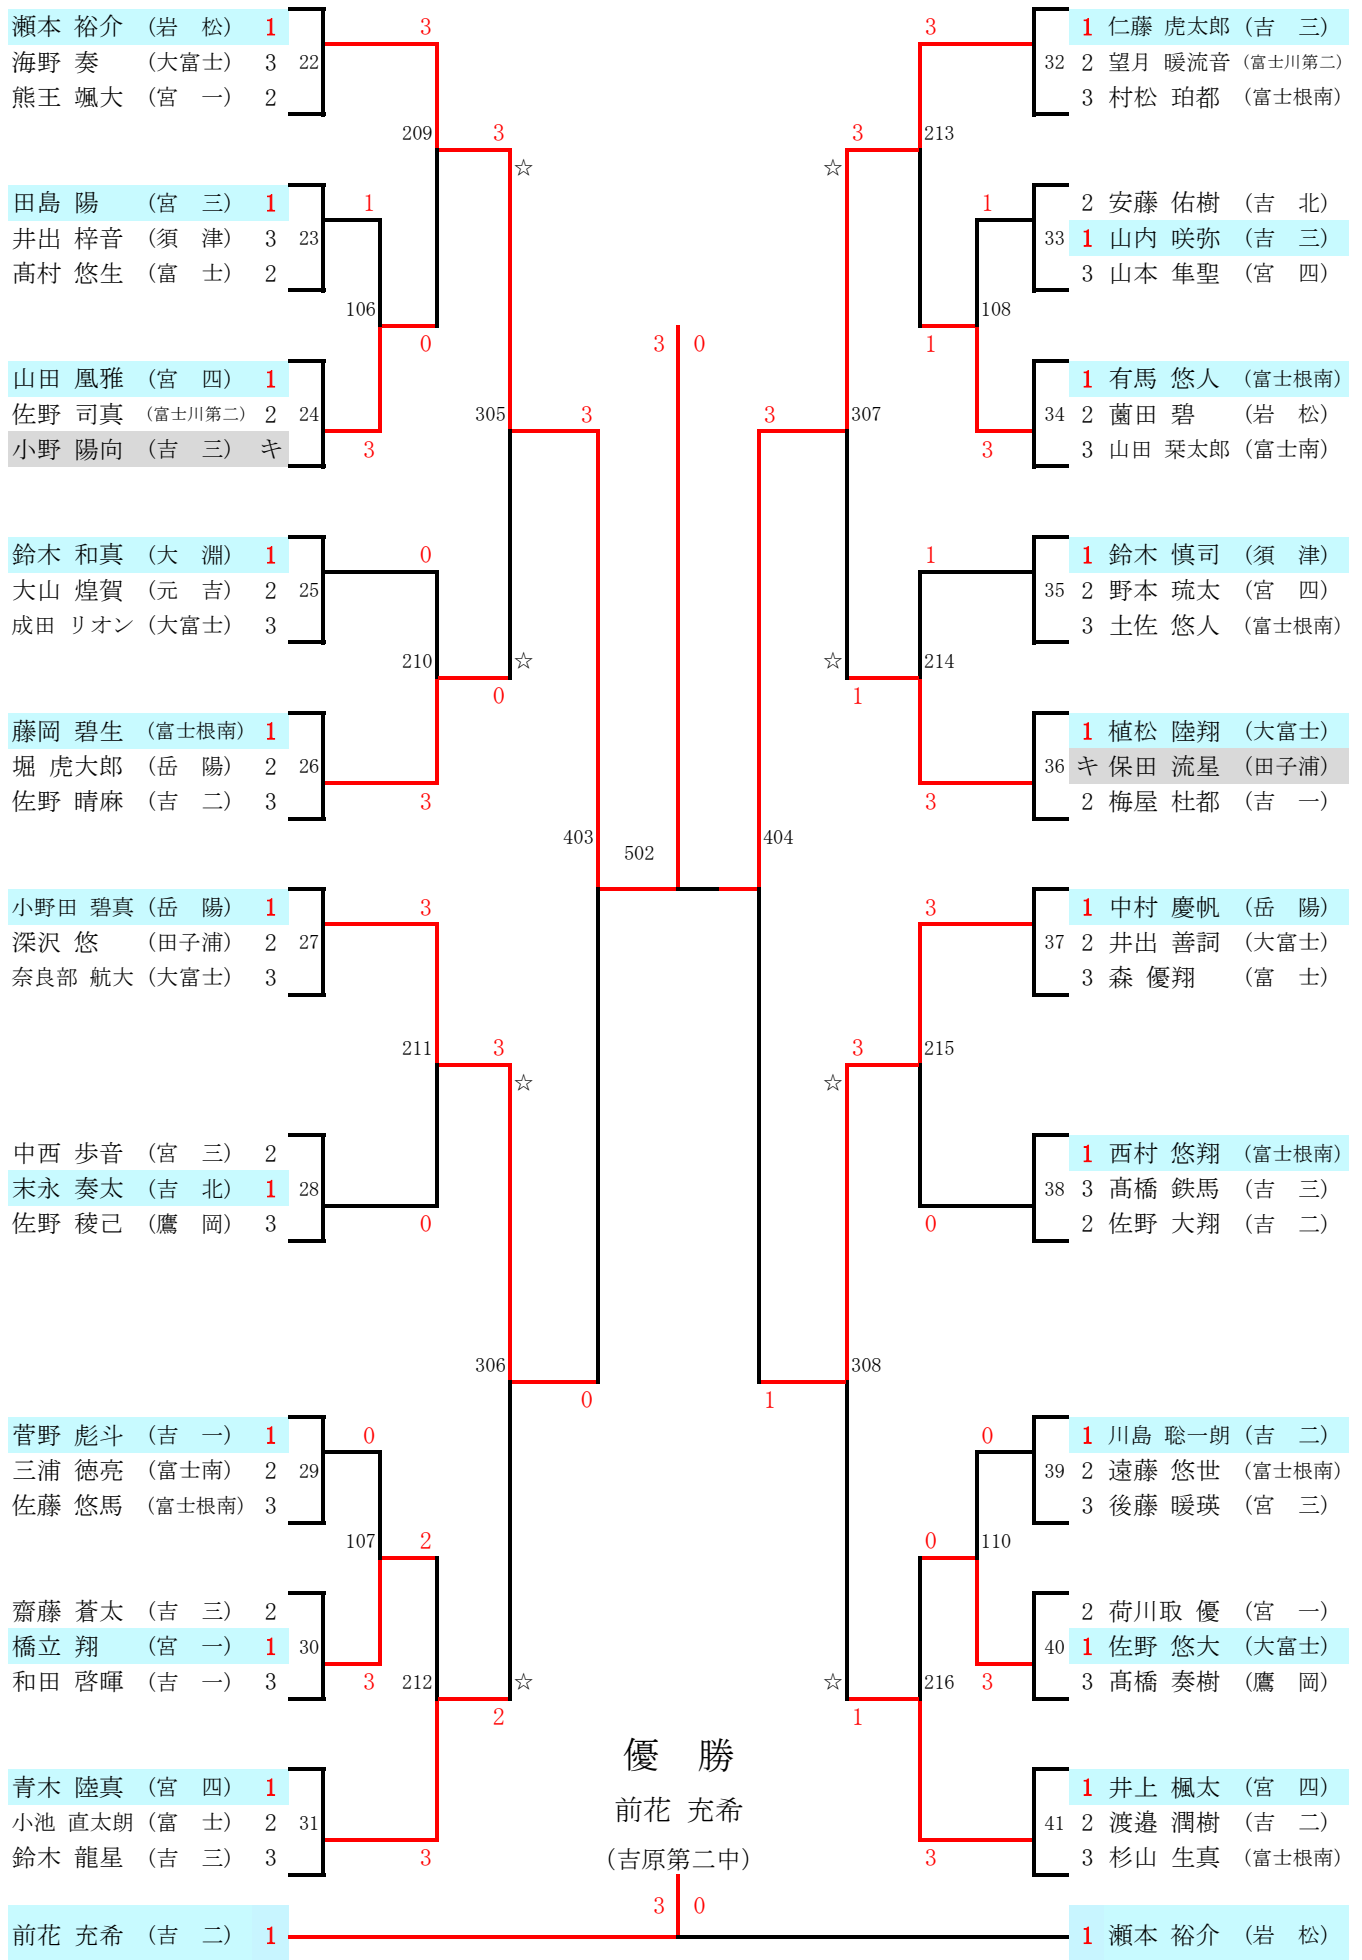 瀬本 裕介 (岩　松) 1
海野 奏 (大富士) 3
熊王 颯大 (宮 一) 2
22
3
209
3
☆
田島 陽 (宮　三) 1
井出 梓音 (須　津) 3
髙村 悠生 (富　士) 2
23
1
106
0
山田 凰雅 (宮　四) 1
佐野 司真 (富士川第二) 2
小野 陽向 (吉　三) キ
24
3
305
3
鈴木 和真 (大　淵) 1
大山 煌賀 (元　吉) 2
成田 リオン (大富士) 3
25
0
210
0
☆
藤岡 碧生 (富士根南) 1
堀 虎大郎 (岳　陽) 2
佐野 晴麻 (吉　二) 3
26
3
403
小野田 碧真 (岳　陽) 1
深沢 悠 (田子浦) 2
奈良部 航大 (大富士) 3
27
3
211
3
☆
中西 歩音 (宮　三) 2
末永 奏太 (吉　北) 1
佐野 稜己 (鷹　岡) 3
28
0
306
0
菅野 彪斗 (吉　一) 1
三浦 徳亮 (富士南) 2
佐藤 悠馬 (富士根南) 3
29
0
107
2
齋藤 蒼太 (吉　三) 2
橋立 翔 (宮　一) 1
和田 啓暉 (吉　一) 3
30
3
212
2
☆
青木 陸真 (宮　四) 1
小池 直太朗 (富　士) 2
鈴木 龍星 (吉　三) 3
31
3
3 0
502
1 仁藤 虎太郎 (吉　三)
2 望月 暖流音 (富士川第二)
3 村松 珀都 (富士根南)
32
3
213
3
☆
2 安藤 佑樹 (吉　北)
1 山内 咲弥 (吉　三)
3 山本 隼聖 (宮　四)
33
1
108
1
1 有馬 悠人 (富士根南)
2 薗田 碧 (岩　松)
3 山田 栞太郎 (富士南)
34
3
307
3
1 鈴木 慎司 (須　津)
2 野本 琉太 (宮　四)
3 土佐 悠人 (富士根南)
35
1
214
1
☆
1 植松 陸翔 (大富士)
キ 保田 流星 (田子浦)
2 梅屋 杜都 (吉　一)
36
3
404
1 中村 慶帆 (岳　陽)
2 井出 善詞 (大富士)
3 森 優翔 (富　士)
37
3
215
3
☆
1 西村 悠翔 (富士根南)
3 髙橋 鉄馬 (吉　三)
2 佐野 大翔 (吉　二)
38
0
308
1
1 川島 聡一朗 (吉　二)
2 遠藤 悠世 (富士根南)
3 後藤 暖瑛 (宮　三)
39
0
110
0
2 荷川取 優 (宮　一)
1 佐野 悠大 (大富士)
3 髙橋 奏樹 (鷹　岡)
40
3
216
1
☆
1 井上 楓太 (宮　四)
2 渡邉 潤樹 (吉　二)
3 杉山 生真 (富士根南)
41
3
優　勝
前花 充希
(吉原第二中)
3 0
前花 充希 (吉　二) 1
1 瀬本 裕介 (岩　松)